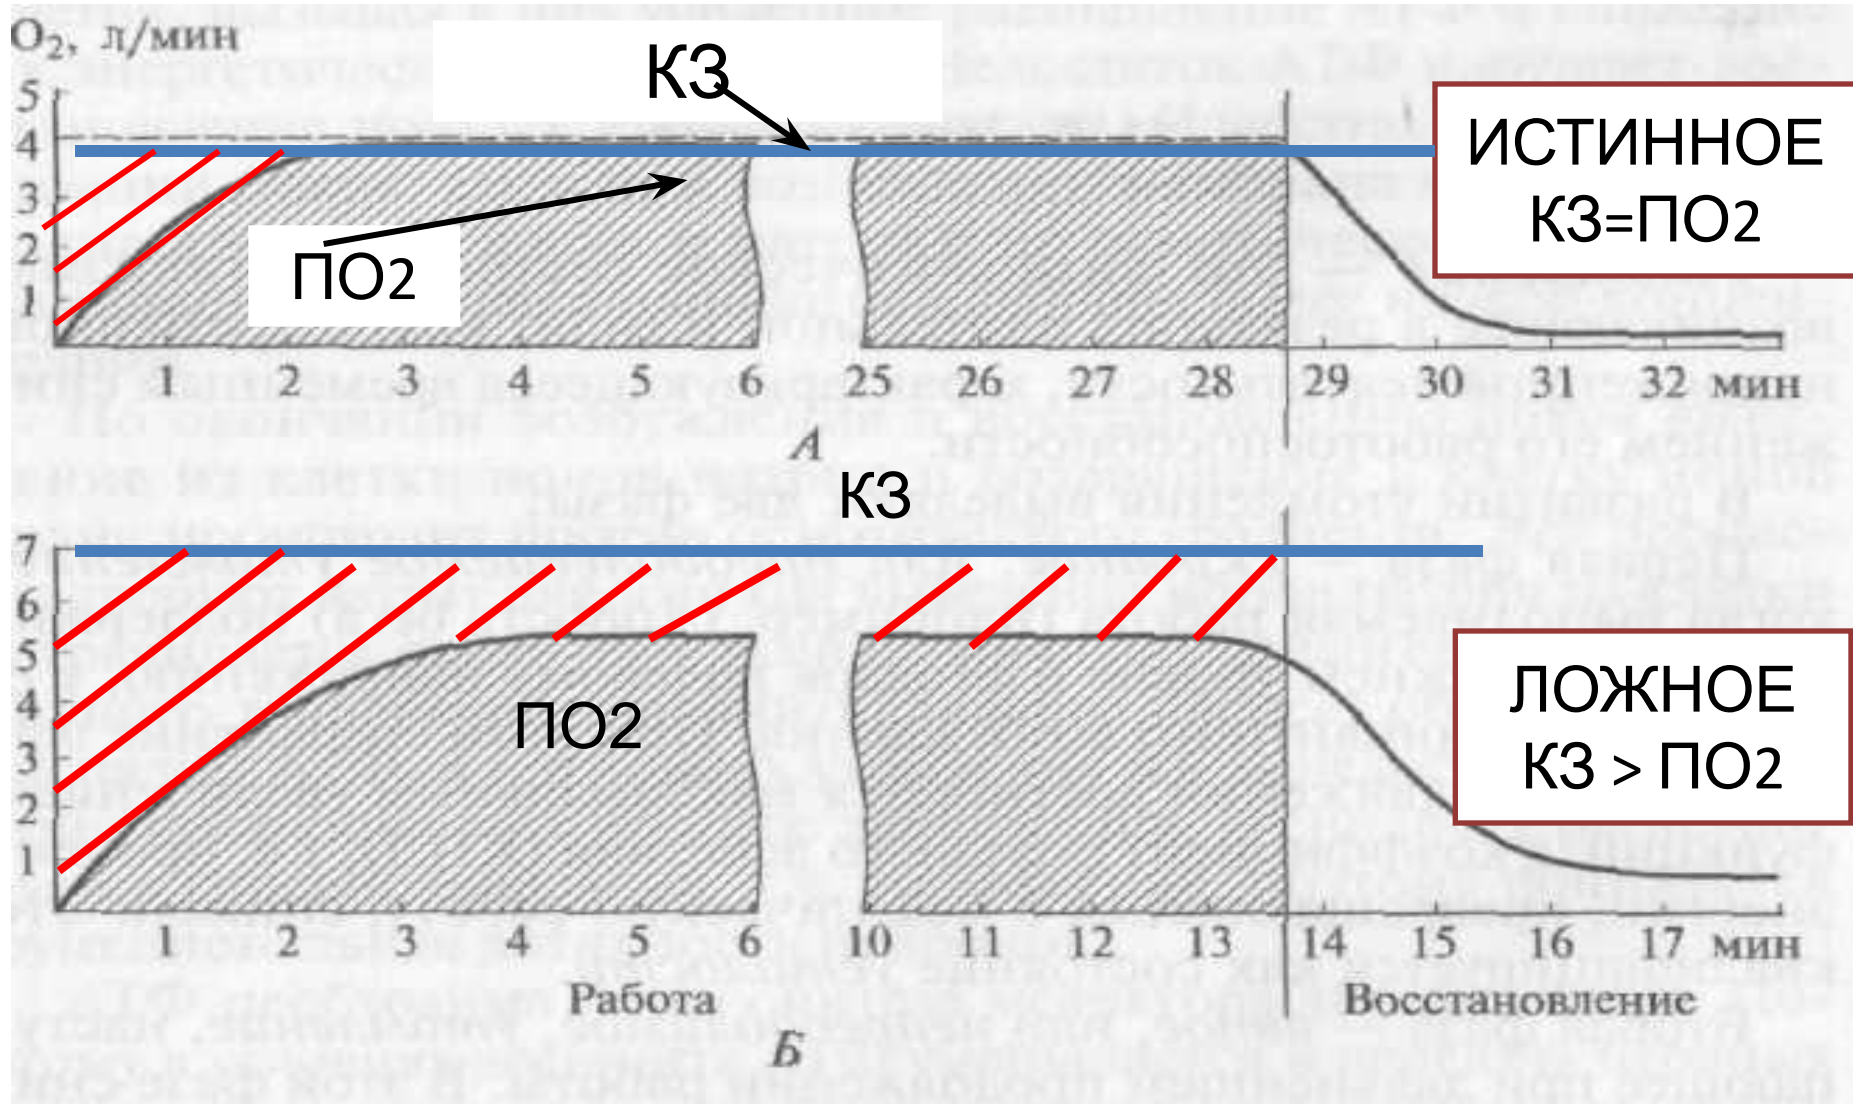 О2, л/мин
КЗ
5
4
3
2
1
ПО2
ИСТИННОЕ
КЗ=ПО2
1 2 3 4 5 6 25 26 27 28 29 30 31 32 мин
А
КЗ
7
6
5
4
3
2
1
ПО2
ЛОЖНОЕ
КЗ > ПО2
1 2 3 4 5 6 10 11 12 13 14 15 16 17 мин
Работа
Восстановление
Б